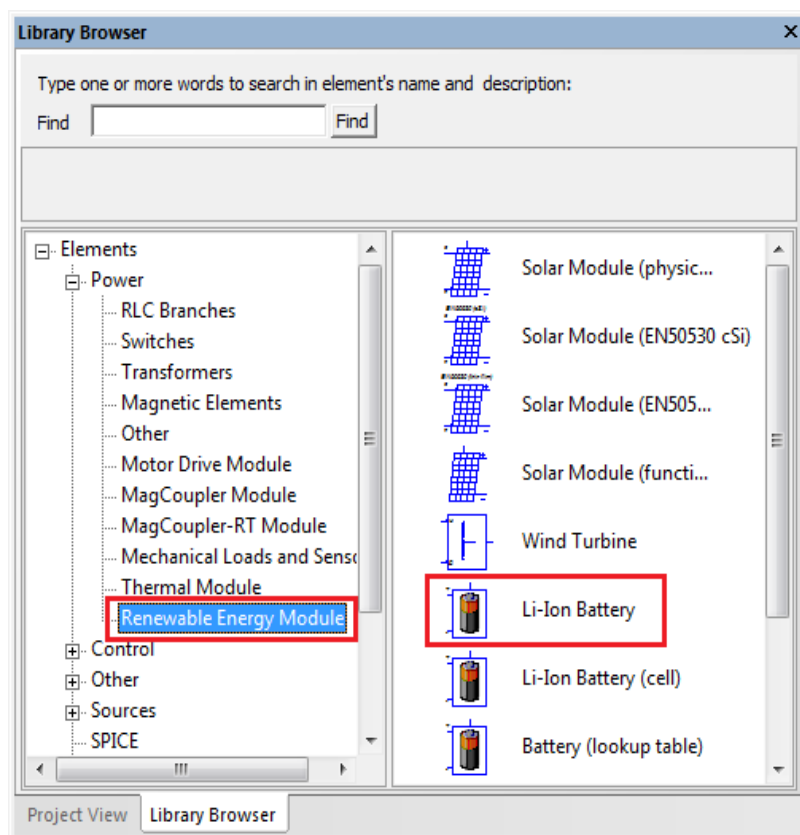 Library Browser
Type one or more words to search in element's name and description:
Find
Find
Elements
Power
RLC Branches
Switches
Transformers
Magnetic Elements
Other
Motor Drive Module
MagCoupler Module
MagCoupler-RT Module
Mechanical Loads and Senso
Thermal Module
Renewable Energy Module
Control
Other
Sources
SPICE
Solar Module (physic...
Solar Module (EN50530 cSi)
Solar Module (EN505...
Solar Module (functi...
Wind Turbine
Li-Ion Battery
Li-Ion Battery (cell)
Battery (lookup table)
Project View
Library Browser